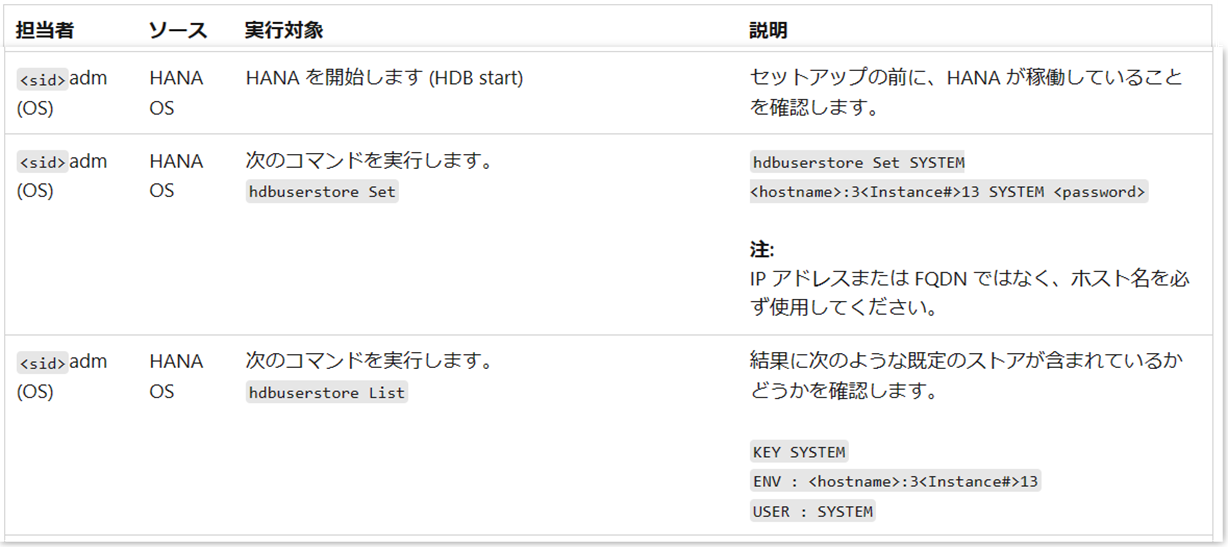 担当者 ソース 実行対象 説明
<sid>adm HANA HANA を開始します (HDB start) セットアップの前に、HANA が稼働していること
(OS) OS を確認します。
<sid>adm HANA 次のコマンドを実行します。 hdbuserstore Set SYSTEM
(OS) OS hdbuserstore Set <hostname>:3<Instance#>13 SYSTEM <password>
注:
IP アドレスまたは FQDN ではなく、ホスト名を必
ず使用してください。
<sid>adm HANA 次のコマンドを実行します。 結果に次のような既定のストアが含まれているか
(OS) OS hdbuserstore List どうかを確認します。
KEY SYSTEM
ENV : <hostname>:3<Instance#>13
USER : SYSTEM